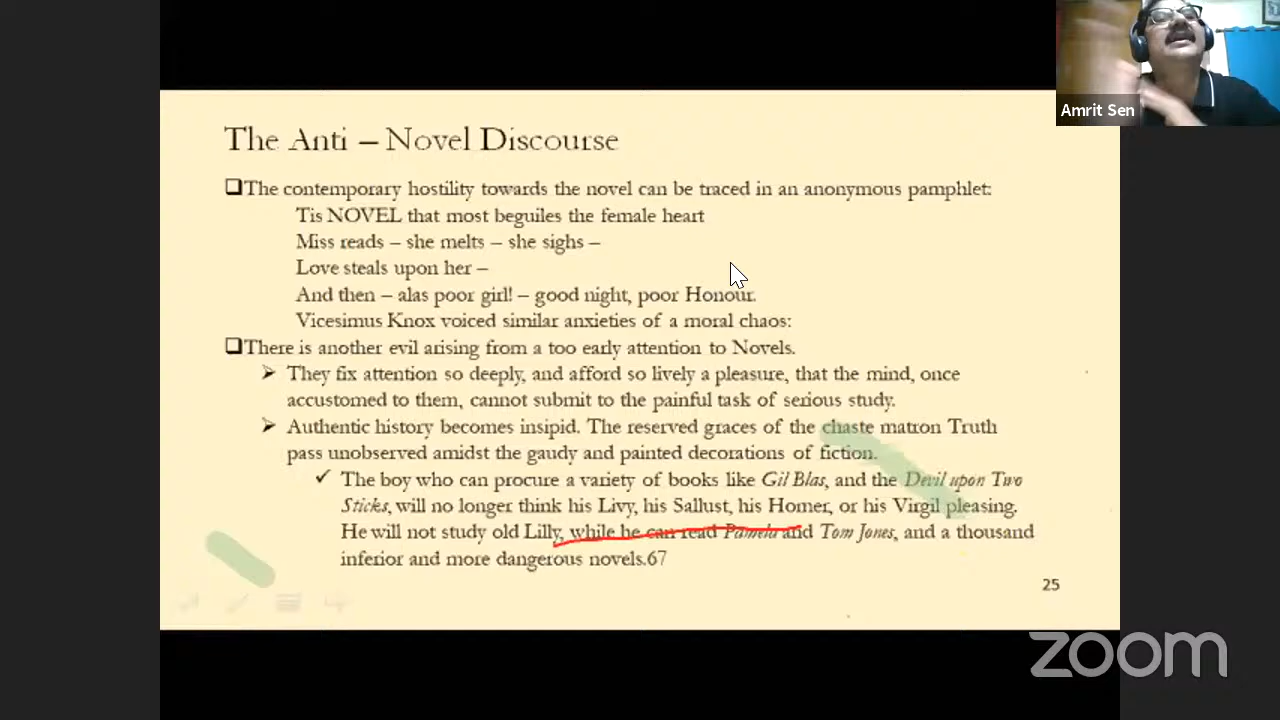 Amrit Sen
The Anti – Novel Discourse
❑The contemporary hostility towards the novel can be traced in an anonymous pamphlet:
Tis NOVEL that most beguiles the female heart
Miss reads – she melts – she sighs –
Love steals upon her –
And then – alas poor girl! – good night, poor Honour.
Vicesimus Knox voiced similar anxieties of a moral chaos:
❑There is another evil arising from a too early attention to Novels.
➢ They fix attention so deeply, and afford so lively a pleasure, that the mind, once
accustomed to them, cannot submit to the painful task of serious study.
➢ Authentic history becomes insipid. The reserved graces of the chaste matron Truth
pass unobserved amidst the gaudy and painted decorations of fiction.
✓ The boy who can procure a variety of books like Gil Blas, and the Devil upon Two
Sticks, will no longer think his Livy, his Sallust, his Homer, or his Virgil pleasing.
He will not study old Lilly, while he can read Pamela and Tom Jones, and a thousand
inferior and more dangerous novels.67
25
zoom